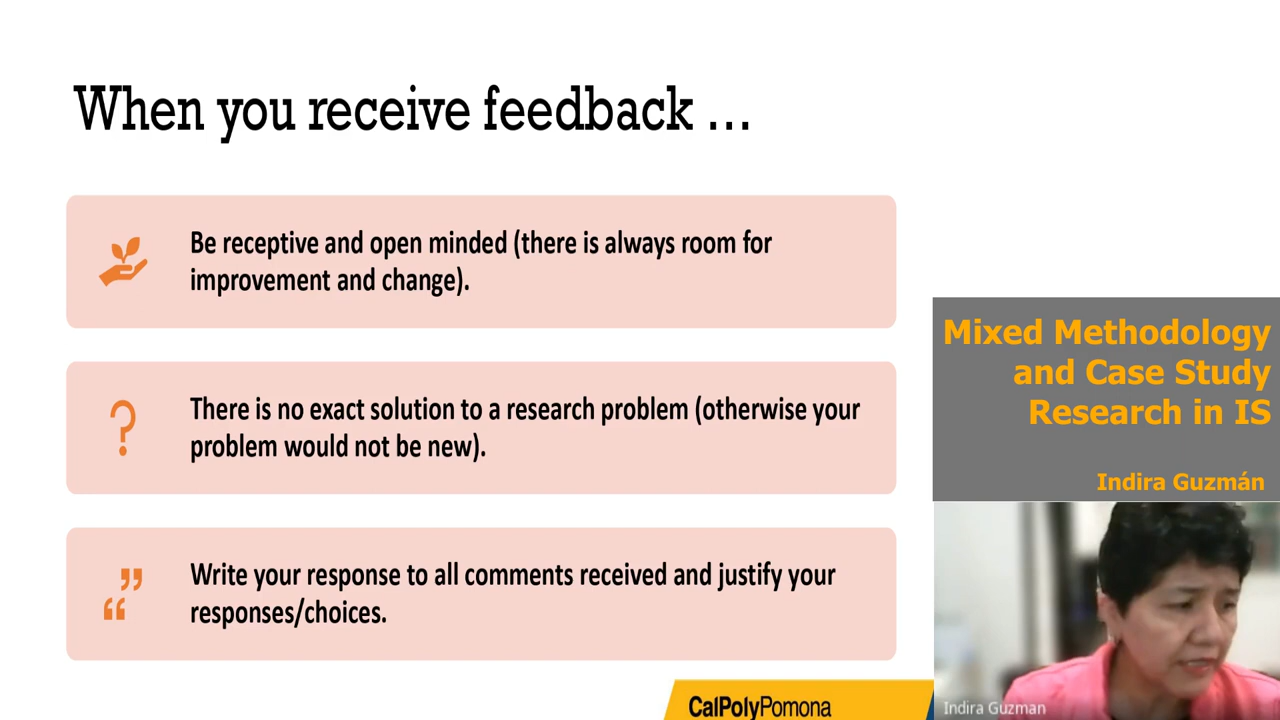 When you receive feedback ...
Be receptive and open minded (there is always room for
improvement and change).
There is no exact solution to a research problem (otherwise your
problem would not be new).
Write your response to all comments received and justify your
responses/choices.
Mixed Methodology
and Case Study
Research in IS
Indira Guzmán
Indira Guzman
CalPolyPomona